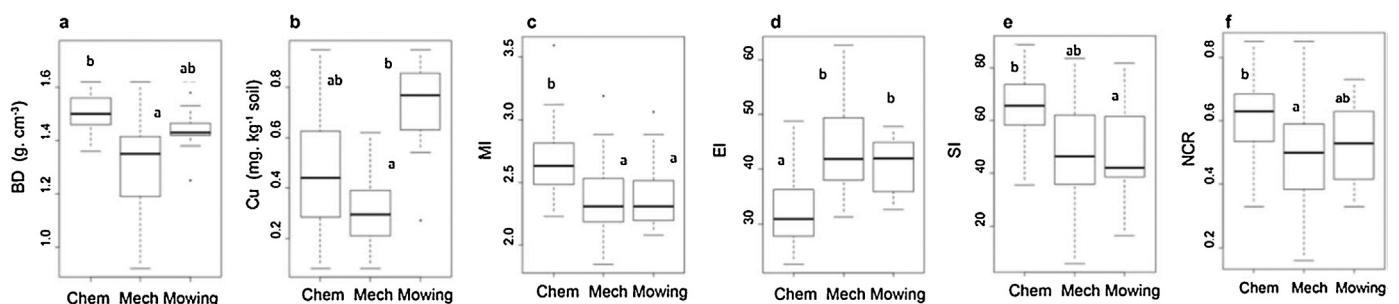 a
BD (g. cm⁻³)
1.6
1.4
1.2
1.0
b
a
ab
Chem Mech Mowing
b
Cu (mg. kg⁻¹ soil)
0.8
0.6
0.4
0.2
ab
a
b
Chem Mech Mowing
c
MI
3.5
3.0
2.5
2.0
b
a
a
Chem Mech Mowing
d
EI
60
50
40
30
a
b
b
Chem Mech Mowing
e
SI
80
60
40
20
b
ab
a
Chem Mech Mowing
f
NCR
0.8
0.6
0.4
0.2
b
a
ab
Chem Mech Mowing